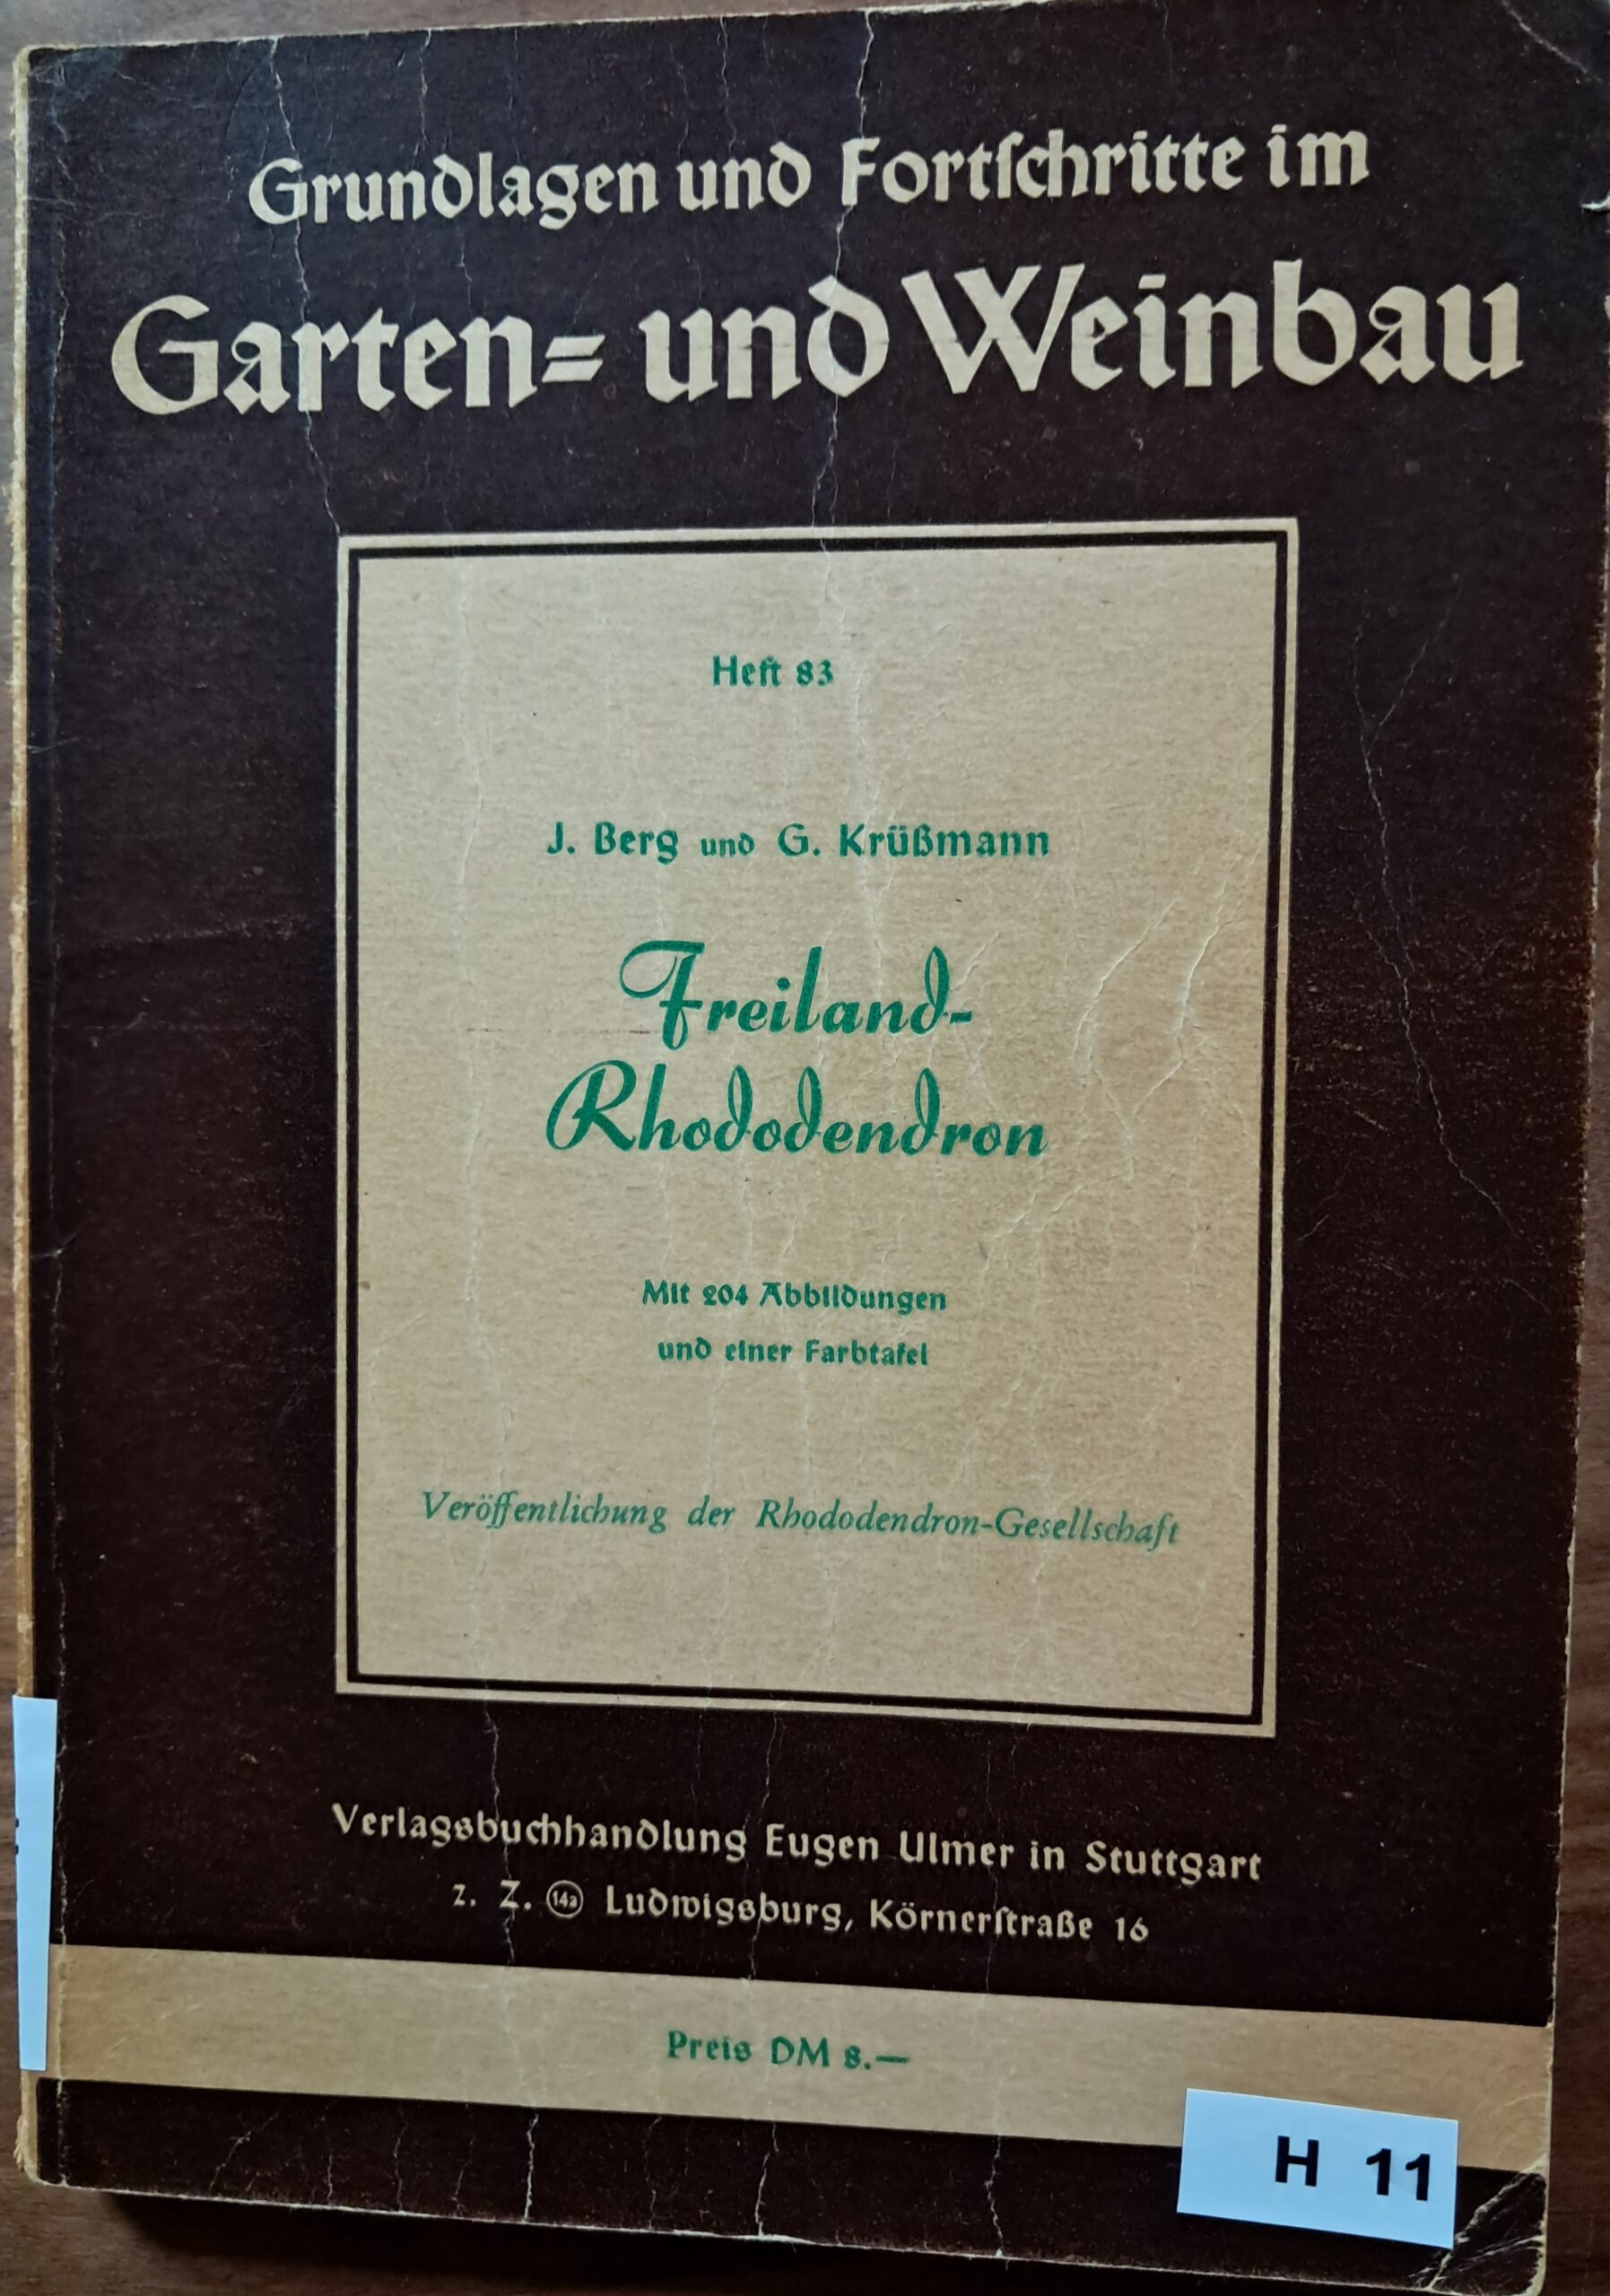 Grundlagen und Fortſchritte im
Garten- und Weinbau
Heft 83
J. Berg und G. Krüßmann
Freiland-
Rhododendron
Mit 204 Abbildungen
und einer Farbtafel
Veröffentlichung der Rhododendron-Gesellschaft
Verlagsbuchhandlung Eugen Ulmer in Stuttgart
z. Z. 14a Ludwigsburg, Körnerſtraße 16
Preis DM 8.—
H 11